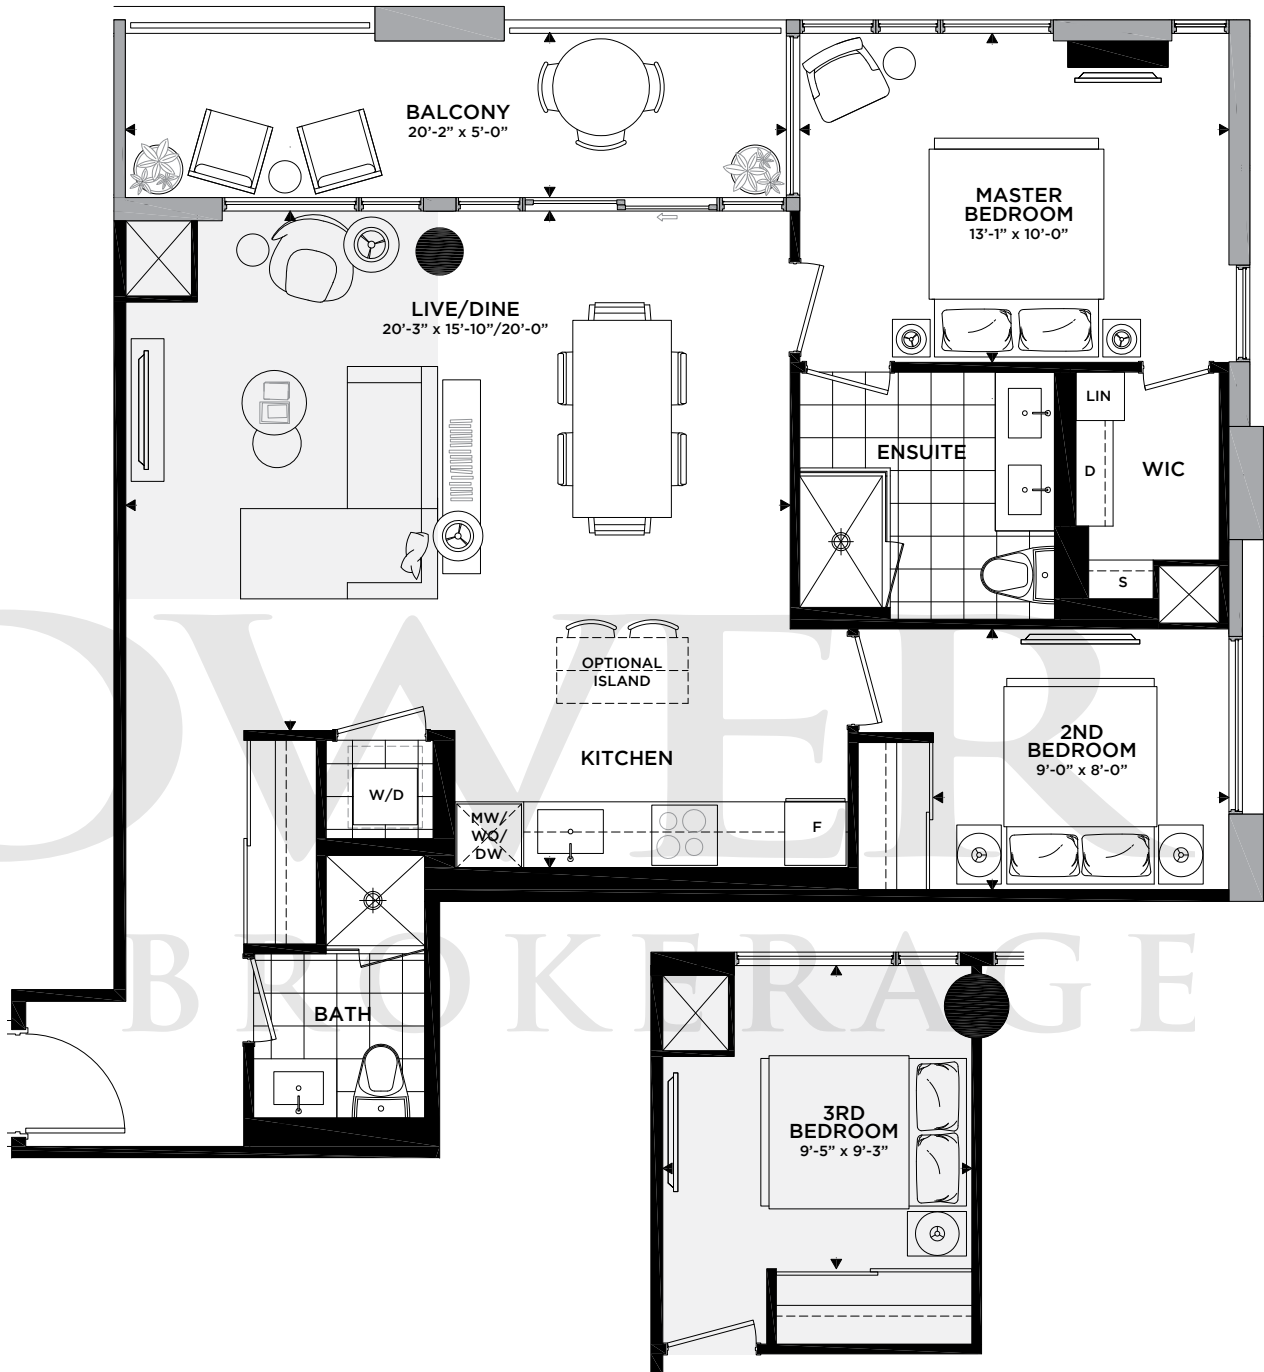 BALCONY
20'-2" x 5'-0"
MASTER
BEDROOM
13'-1" x 10'-0"
LIVE/DINE
20'-3" x 15'-10"/20'-0"
LIN
ENSUITE
D
WIC
S
OPTIONAL
ISLAND
2ND
BEDROOM
9'-0" x 8'-0"
KITCHEN
W/D
MW/
WO/
DW
F
OWER
BROKERAGE
BATH
3RD
BEDROOM
9'-5" x 9'-3"